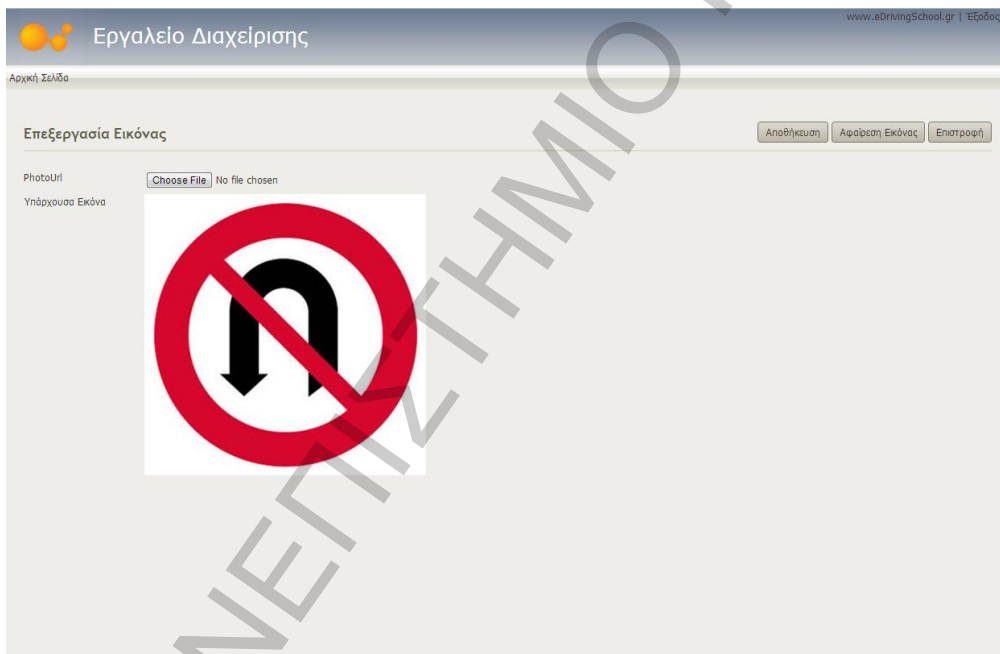 www.eDrivingSchool.gr | Έξοδος
Εργαλείο Διαχείρισης
Αρχική Σελίδα
Επεξεργασία Εικόνας
Αποθήκευση Αφαίρεση Εικόνας Επιστροφή
PhotoUrl Choose File No file chosen
Υπάρχουσα Εικόνα